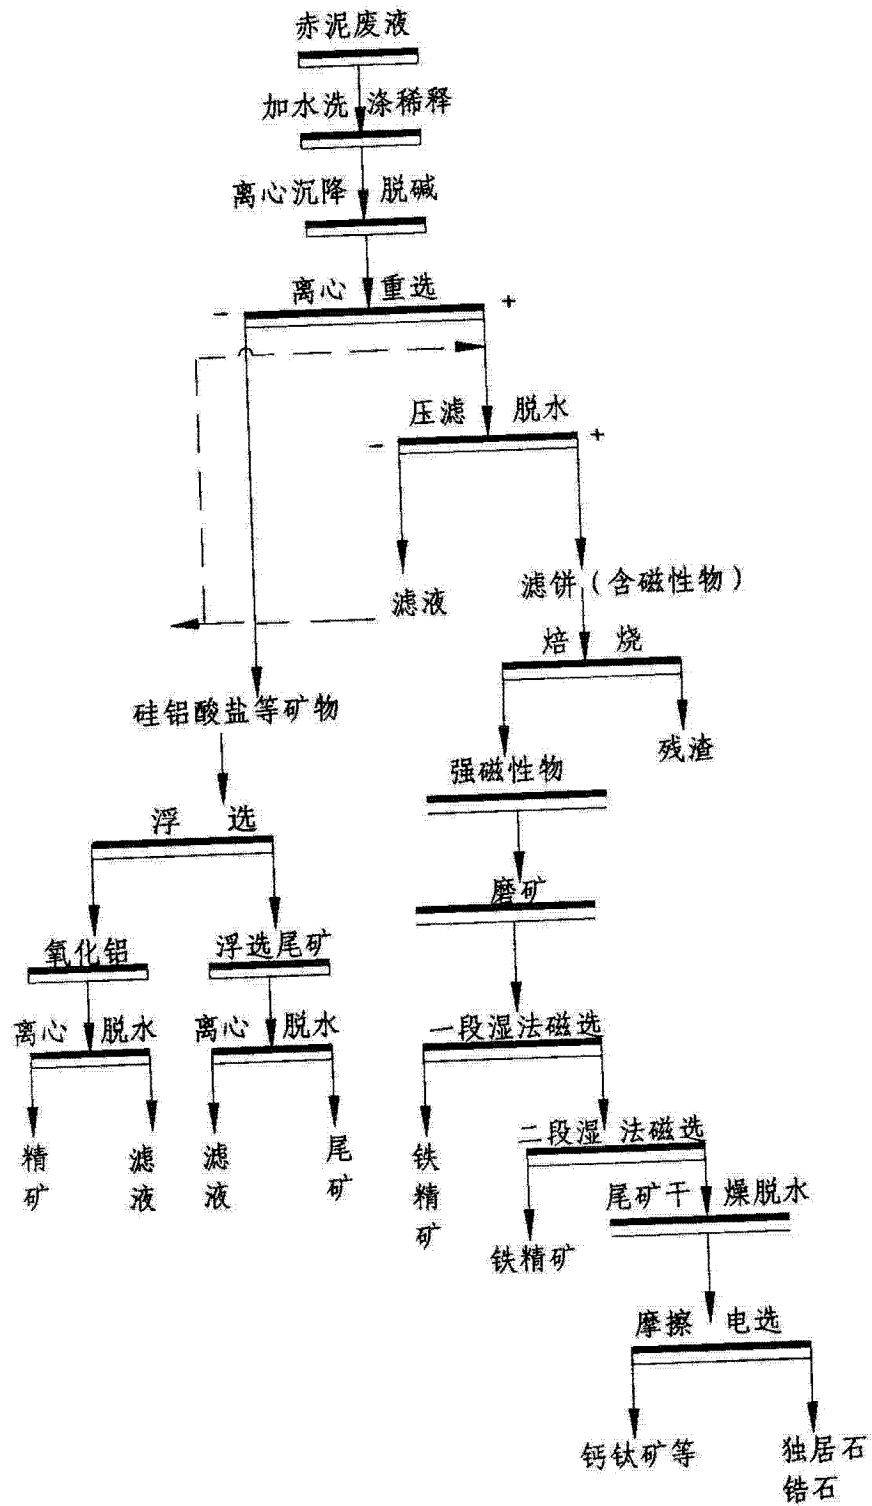 赤泥废液
加水洗 涤稀释
离心沉降 脱碱
离心 重选
- +
压滤 脱水
- +
滤液
滤饼(含磁性物)
焙 烧
硅铝酸盐等矿物
残渣
强磁性物
浮 选
磨矿
氧化铝
浮选尾矿
离心 脱水
离心 脱水
一段湿法磁选
精矿
滤液
滤液
尾矿
铁精矿
二段湿 法磁选
尾矿干 燥脱水
铁精矿
摩擦 电选
钙钛矿等
独居石
锆石